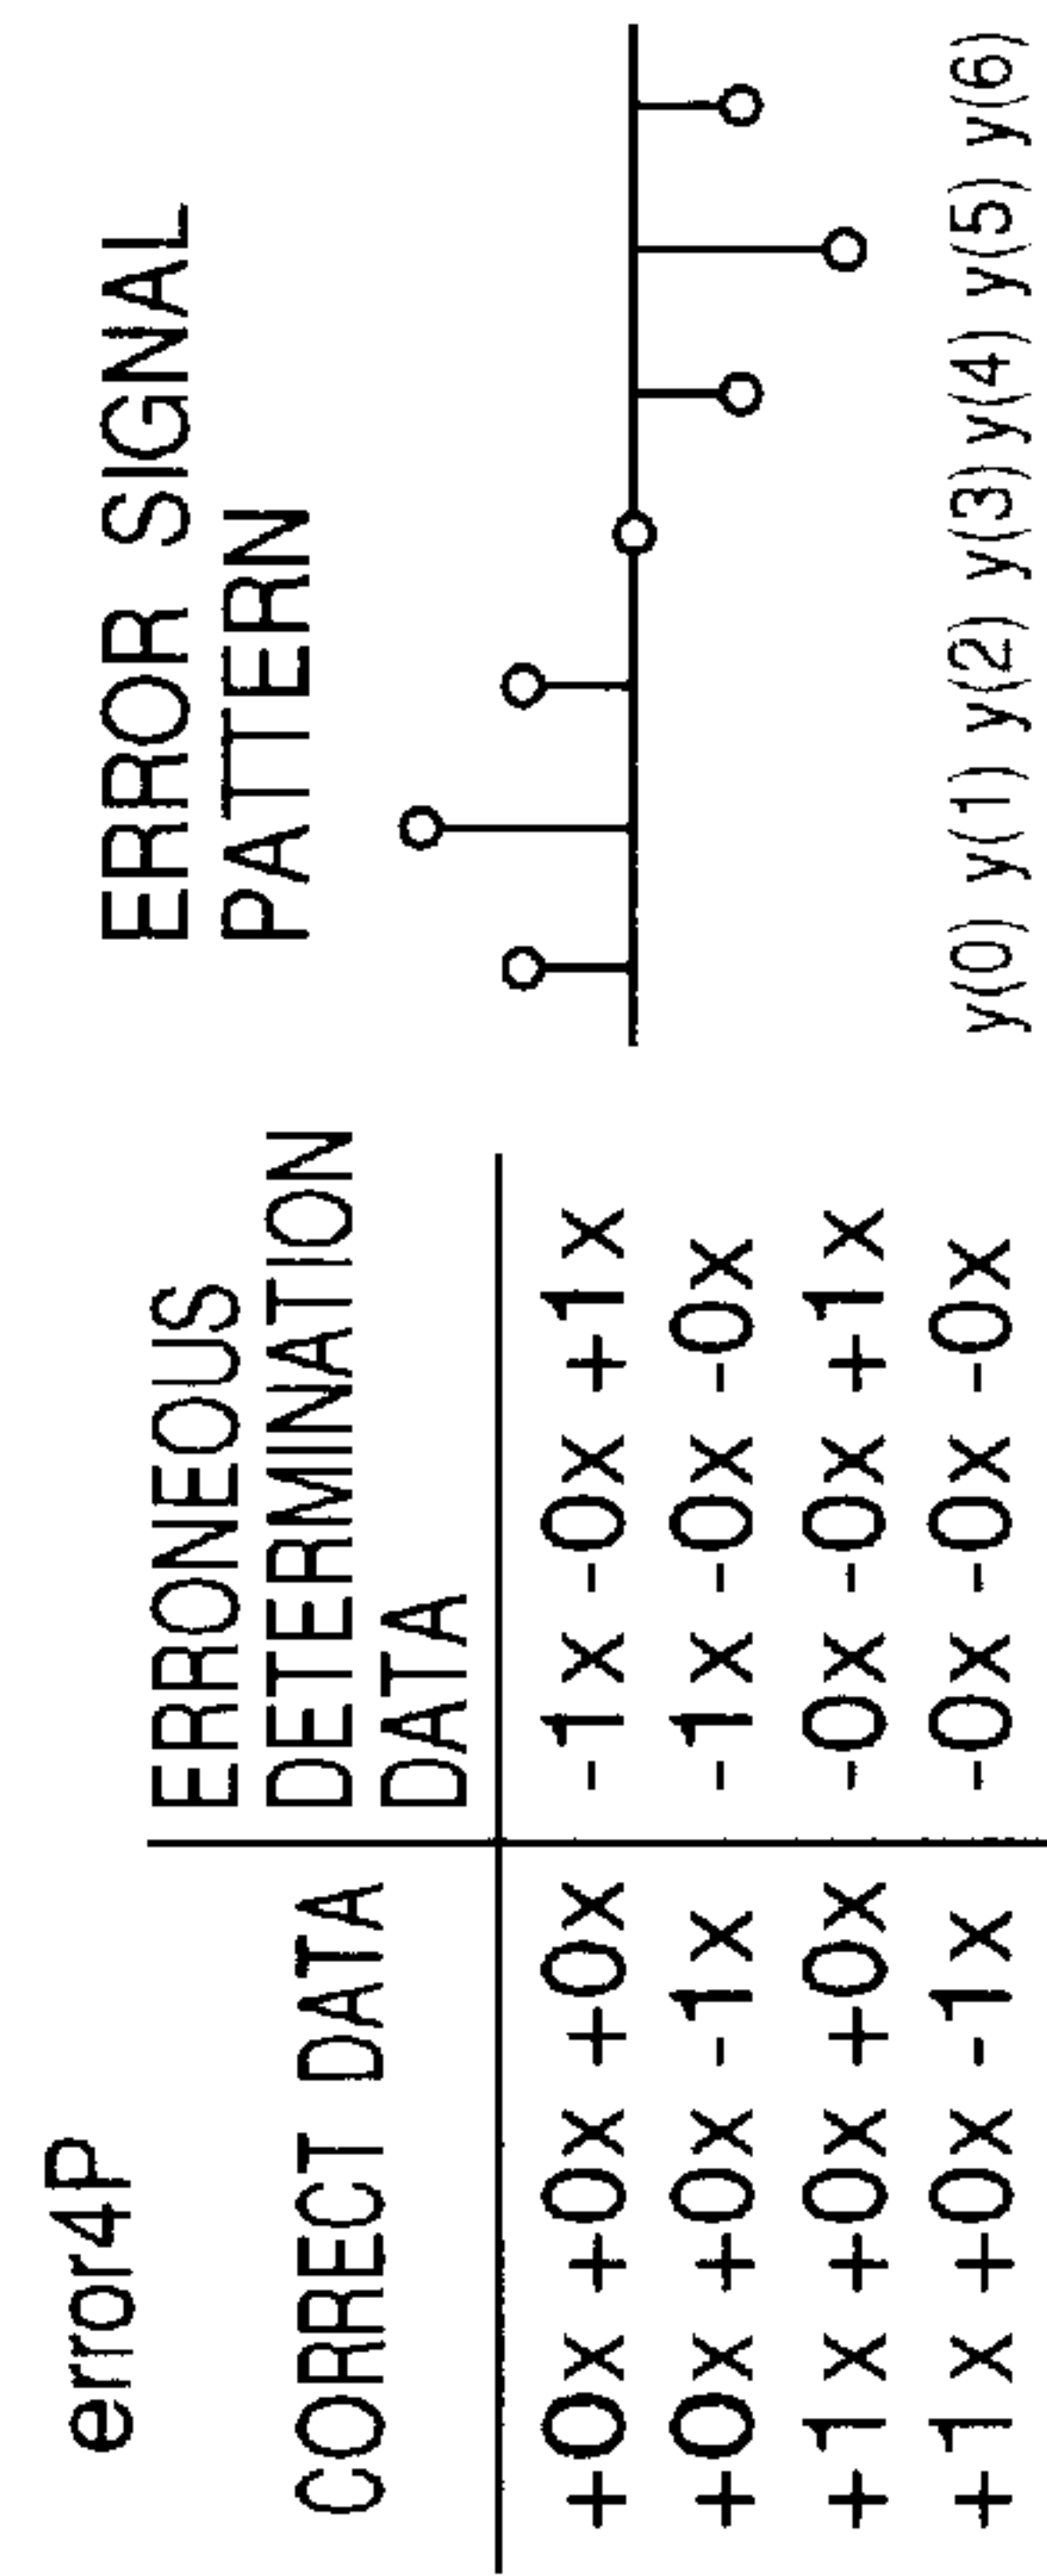 error4P
CORRECT DATA
ERRONEOUS
DETERMINATION
DATA
+0x +0x +0x -1x -0x +1x
+0x +0x -1x -1x -0x -0x
+1x +0x +0x -0x -0x +1x
+1x +0x -1x -0x -0x -0x
ERROR SIGNAL
PATTERN
y(0) y(1) y(2) y(3) y(4) y(5) y(6)